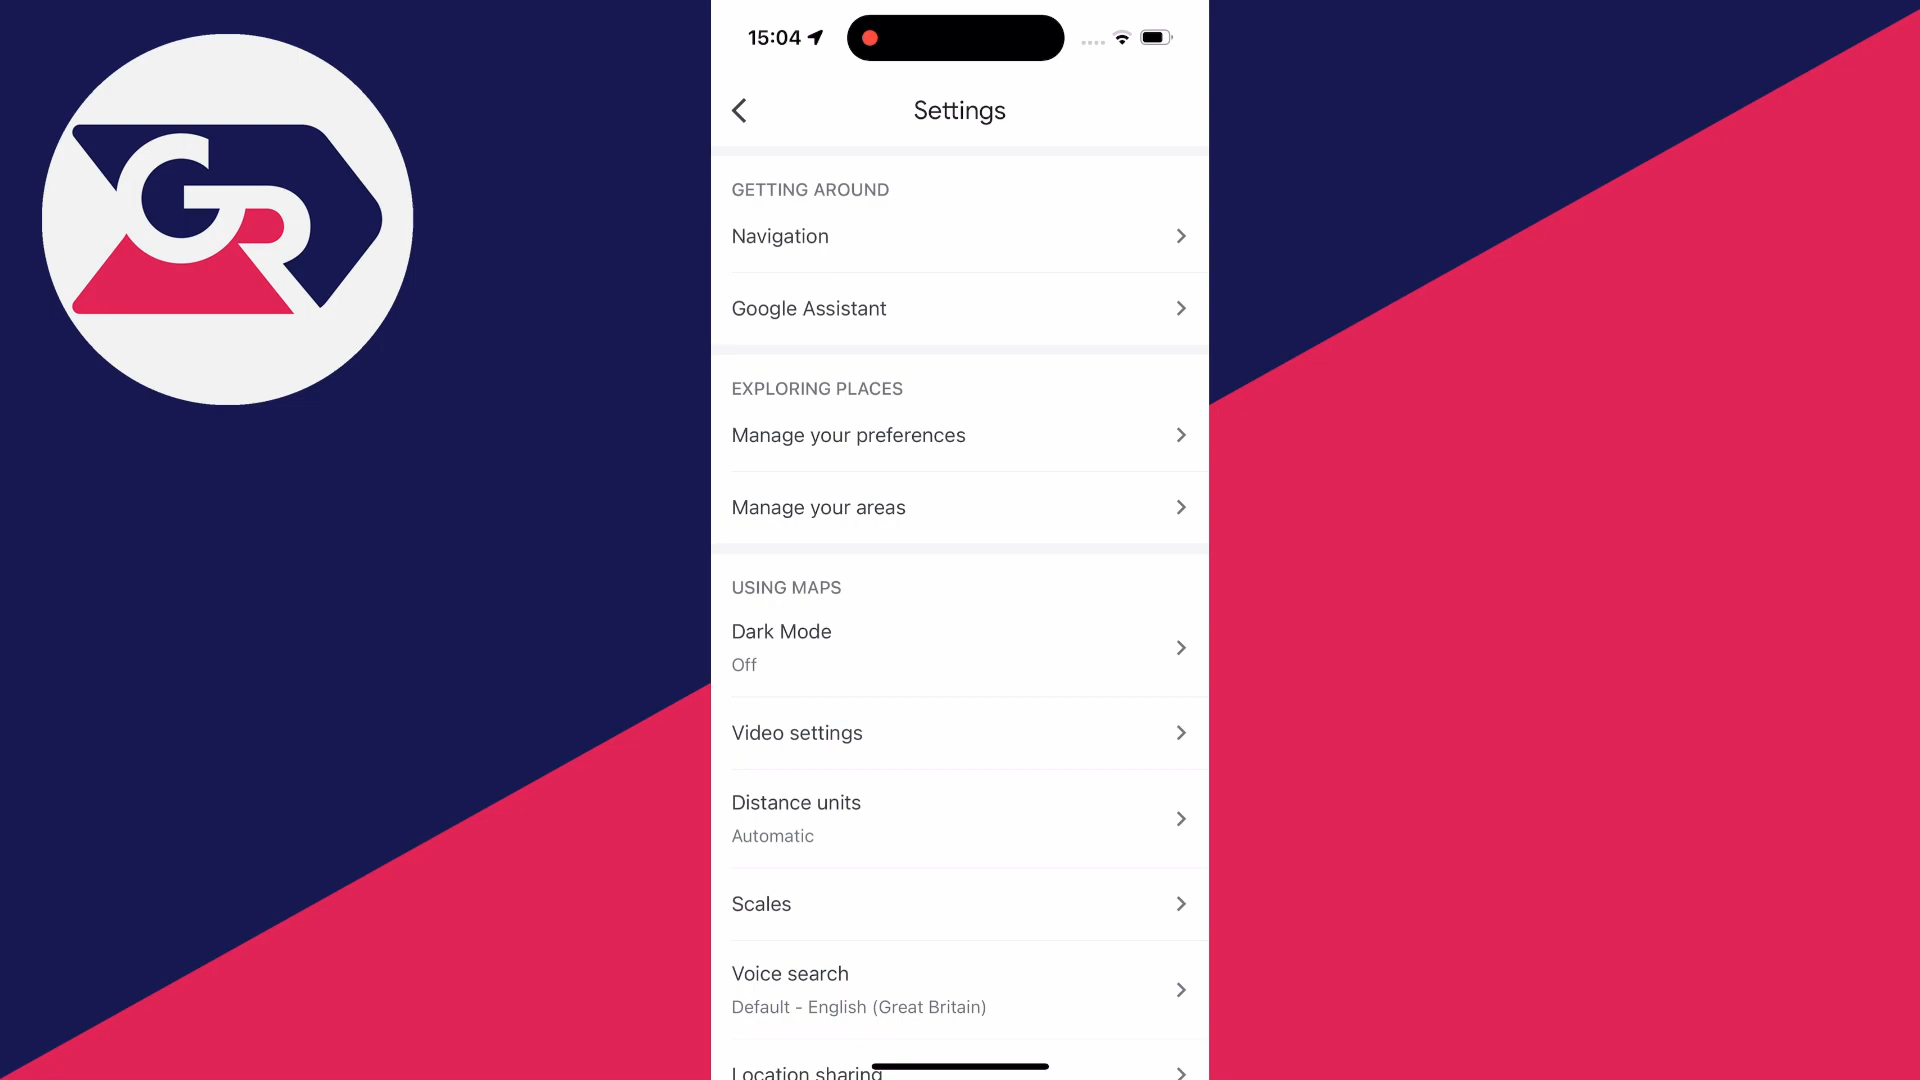 GR
15:04
Settings
GETTING AROUND
Navigation
Google Assistant
EXPLORING PLACES
Manage your preferences
Manage your areas
USING MAPS
Dark Mode
Off
Video settings
Distance units
Automatic
Scales
Voice search
Default - English (Great Britain)
Location sharing